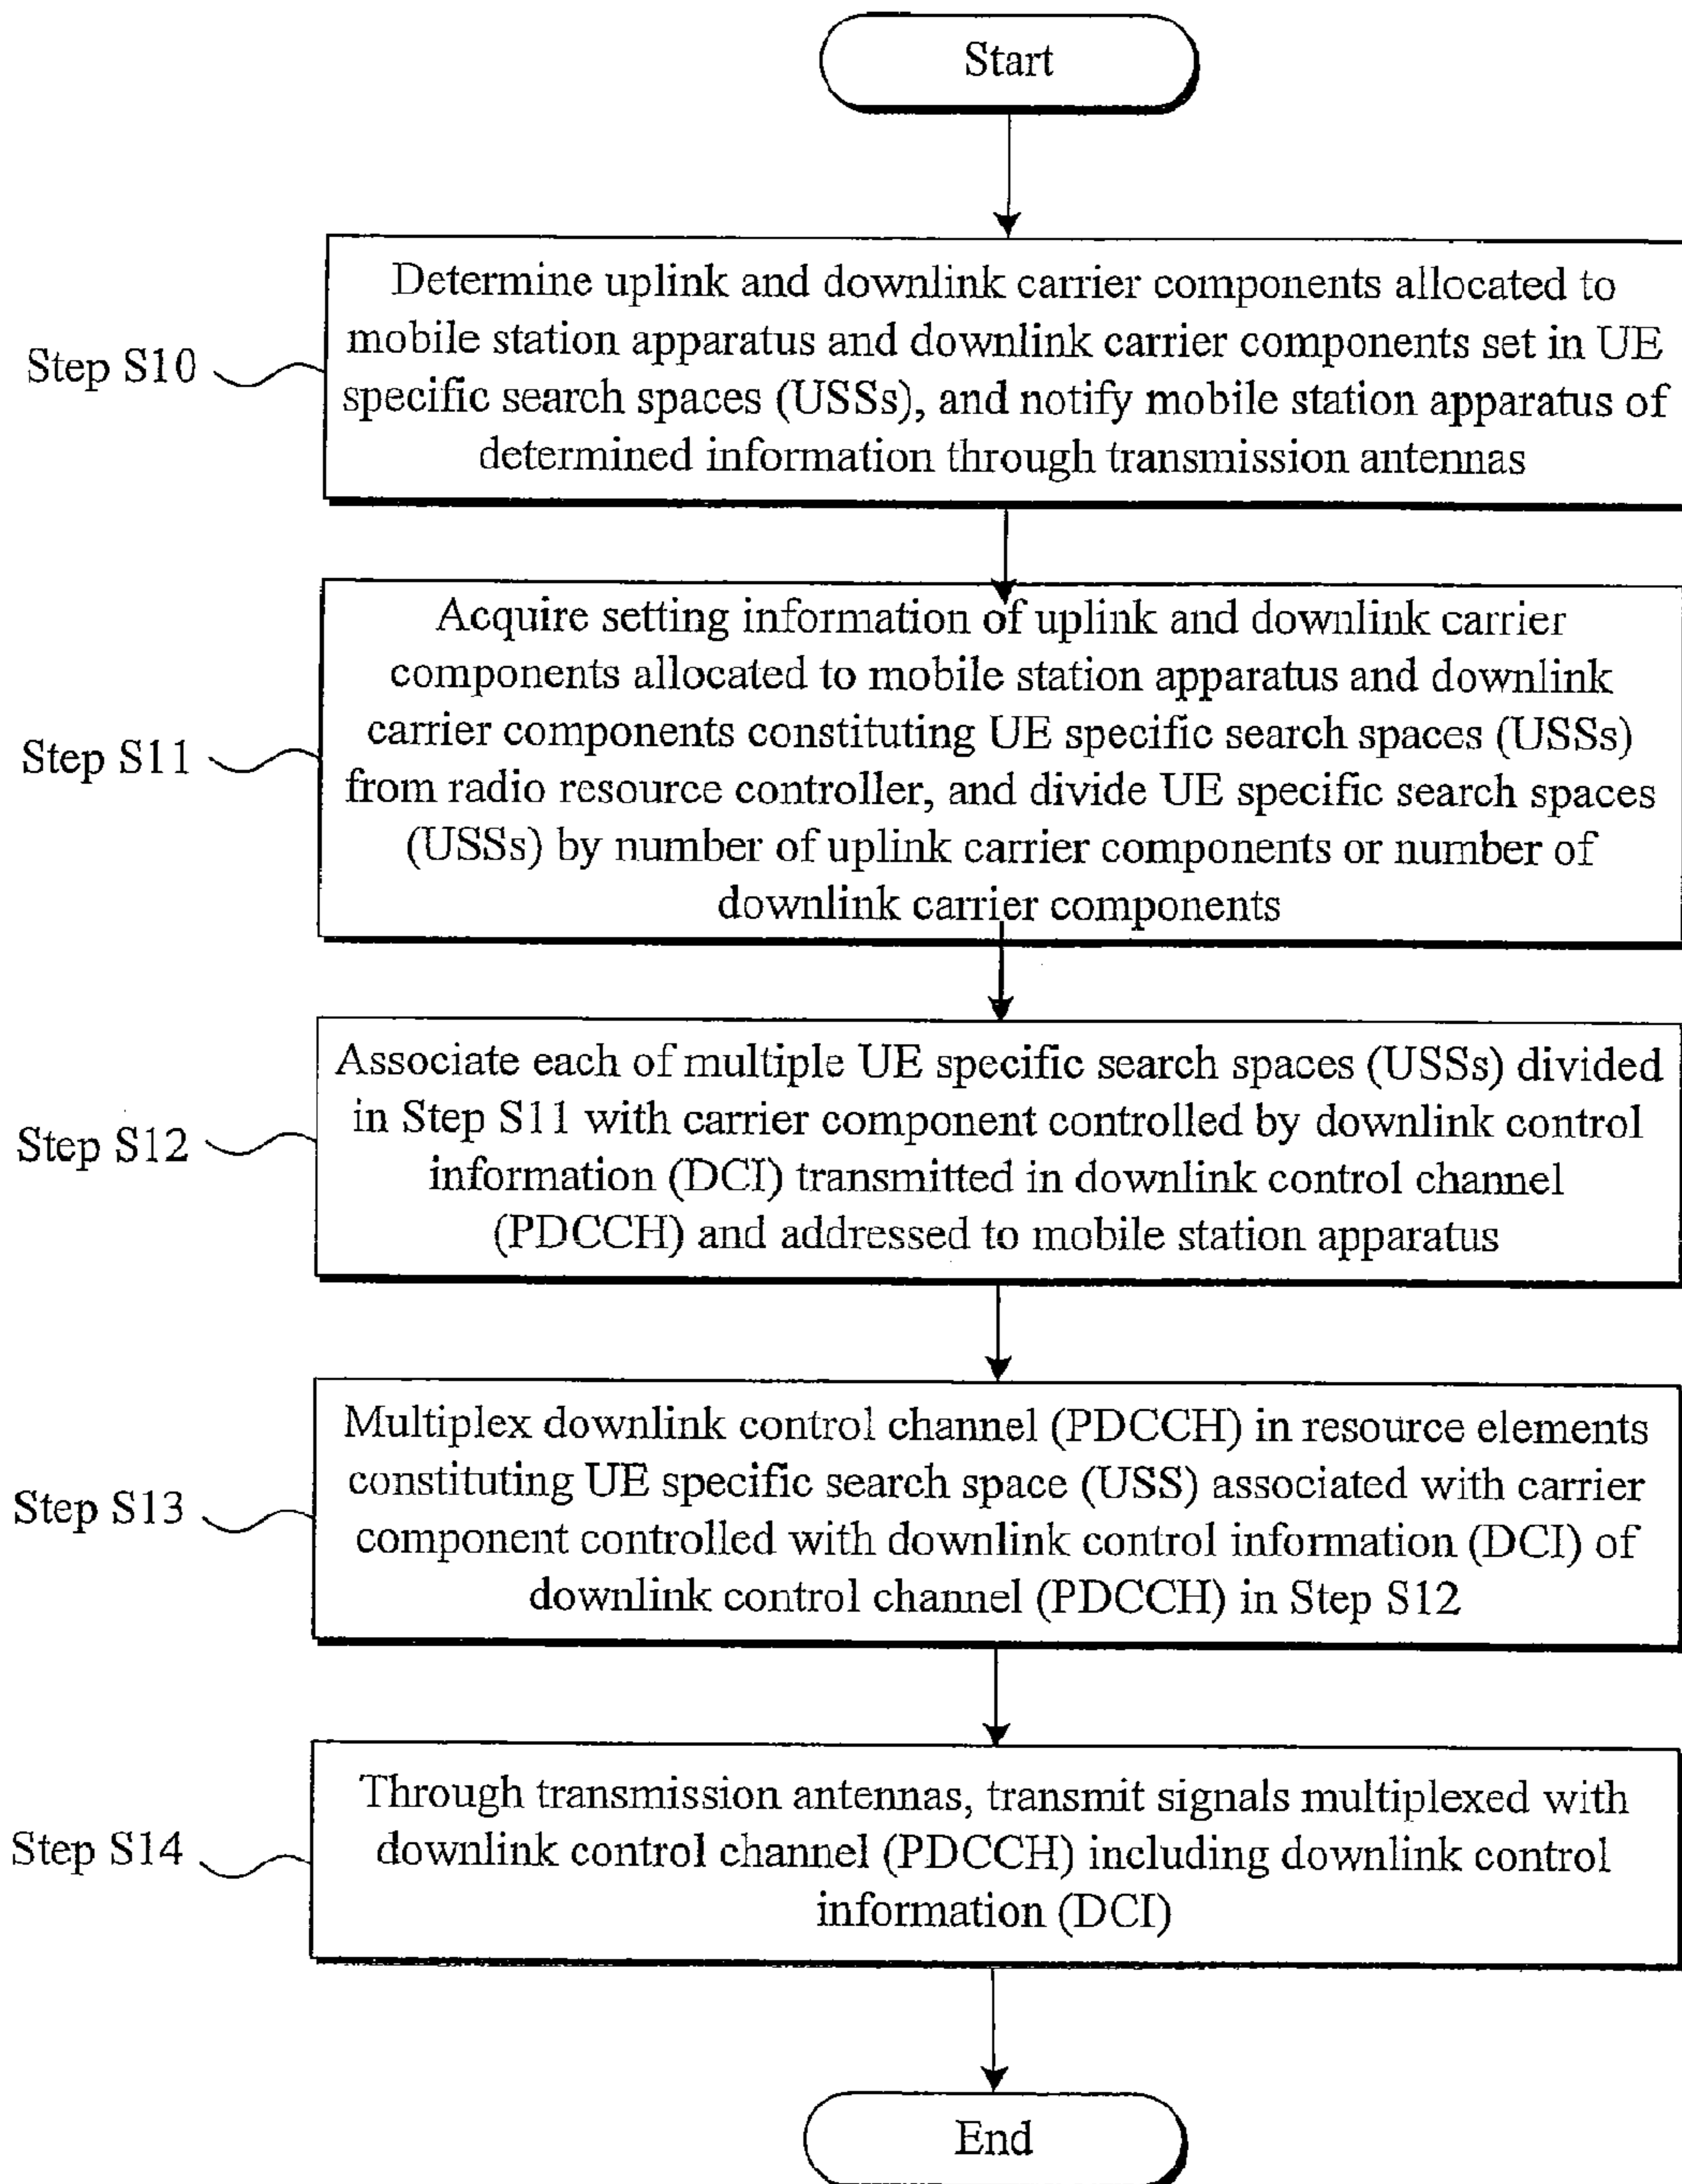 Start
Step S10
Determine uplink and downlink carrier components allocated to
mobile station apparatus and downlink carrier components set in UE
specific search spaces (USSs), and notify mobile station apparatus of
determined information through transmission antennas
Step S11
Acquire setting information of uplink and downlink carrier
components allocated to mobile station apparatus and downlink
carrier components constituting UE specific search spaces (USSs)
from radio resource controller, and divide UE specific search spaces
(USSs) by number of uplink carrier components or number of
downlink carrier components
Step S12
Associate each of multiple UE specific search spaces (USSs) divided
in Step S11 with carrier component controlled by downlink control
information (DCI) transmitted in downlink control channel
(PDCCH) and addressed to mobile station apparatus
Step S13
Multiplex downlink control channel (PDCCH) in resource elements
constituting UE specific search space (USS) associated with carrier
component controlled with downlink control information (DCI) of
downlink control channel (PDCCH) in Step S12
Step S14
Through transmission antennas, transmit signals multiplexed with
downlink control channel (PDCCH) including downlink control
information (DCI)
End